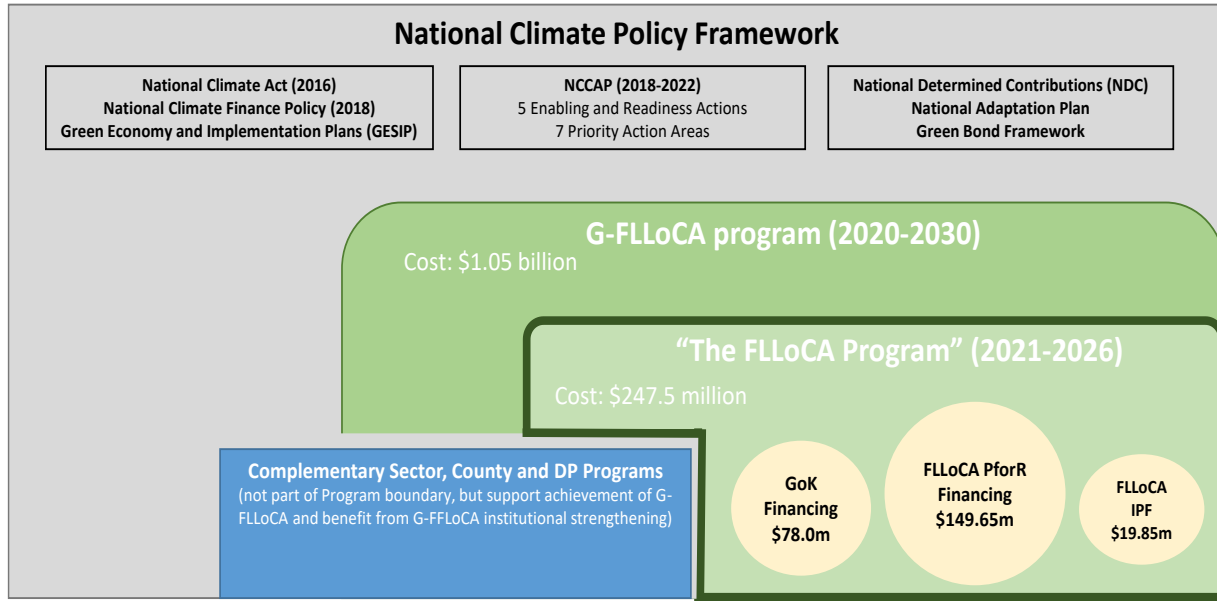 National Climate Policy Framework
National Climate Act (2016)
National Climate Finance Policy (2018)
Green Economy and Implementation Plans (GESIP)
NCCAP (2018-2022)
5 Enabling and Readiness Actions
7 Priority Action Areas
National Determined Contributions (NDC)
National Adaptation Plan
Green Bond Framework
G-FLLoCA program (2020-2030)
Cost: $1.05 billion
“The FLLoCA Program” (2021-2026)
Cost: $247.5 million
Complementary Sector, County and DP Programs
(not part of Program boundary, but support achievement of G-
FLLoCA and benefit from G-FFLoCA institutional strengthening)
GoK
Financing
$78.0m
FLLoCA PforR
Financing
$149.65m
FLLoCA
IPF
$19.85m